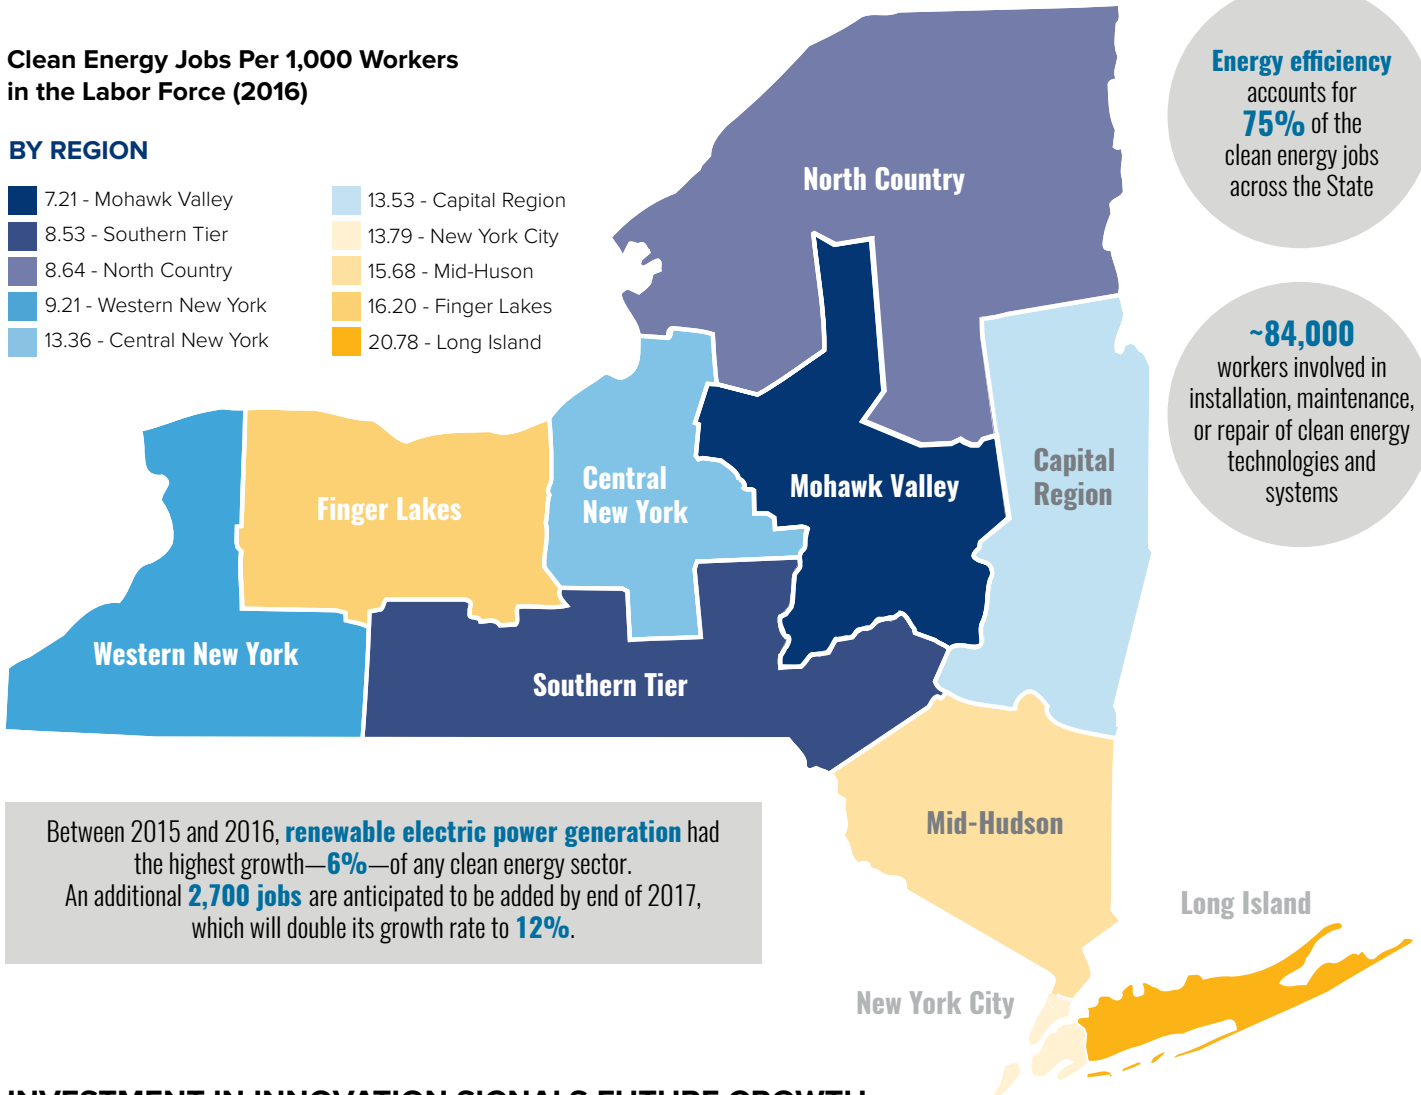 Clean Energy Jobs Per 1,000 Workers
in the Labor Force (2016)
BY REGION
7.21 - Mohawk Valley
8.53 - Southern Tier
8.64 - North Country
9.21 - Western New York
13.36 - Central New York
13.53 - Capital Region
13.79 - New York City
15.68 - Mid-Huson
16.20 - Finger Lakes
20.78 - Long Island
Energy efficiency
accounts for
75% of the
clean energy jobs
across the State
~84,000
workers involved in
installation, maintenance,
or repair of clean energy
technologies and
systems
North Country
Capital
Region
Mohawk Valley
Central
New York
Finger Lakes
Western New York
Southern Tier
Mid-Hudson
Long Island
New York City
Between 2015 and 2016, renewable electric power generation had
the highest growth—6%—of any clean energy sector.
An additional 2,700 jobs are anticipated to be added by end of 2017,
which will double its growth rate to 12%.
INVESTMENT IN INNOVATION SIGNALS FUTURE GROWTH